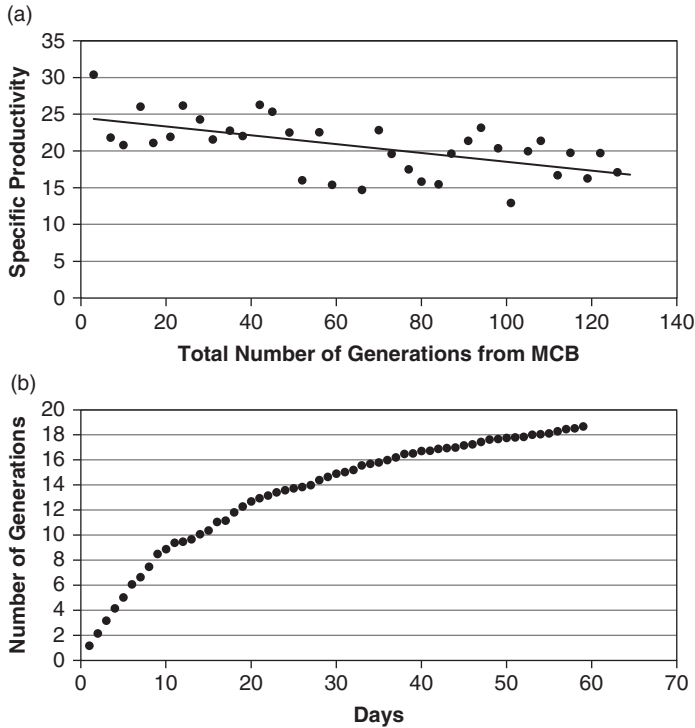 (a)
35
30
25
20
15
10
5
0
Specific Productivity
0 20 40 60 80 100 120 140
Total Number of Generations from MCB
(b)
20
18
16
14
12
10
8
6
4
2
0
Number of Generations
0 10 20 30 40 50 60 70
Days